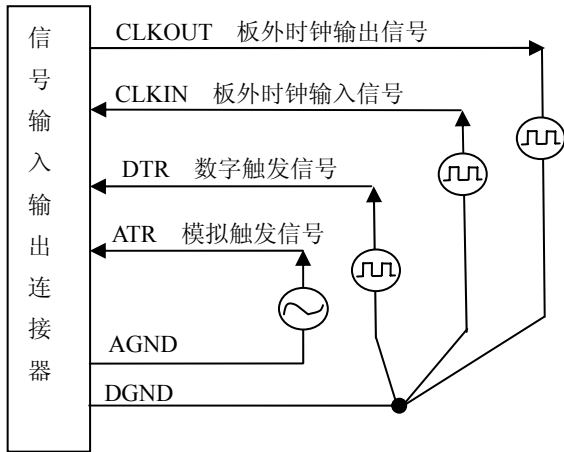 信号输入输出连接器
CLKOUT 板外时钟输出信号
CLKIN 板外时钟输入信号
DTR 数字触发信号
ATR 模拟触发信号
AGND
DGND